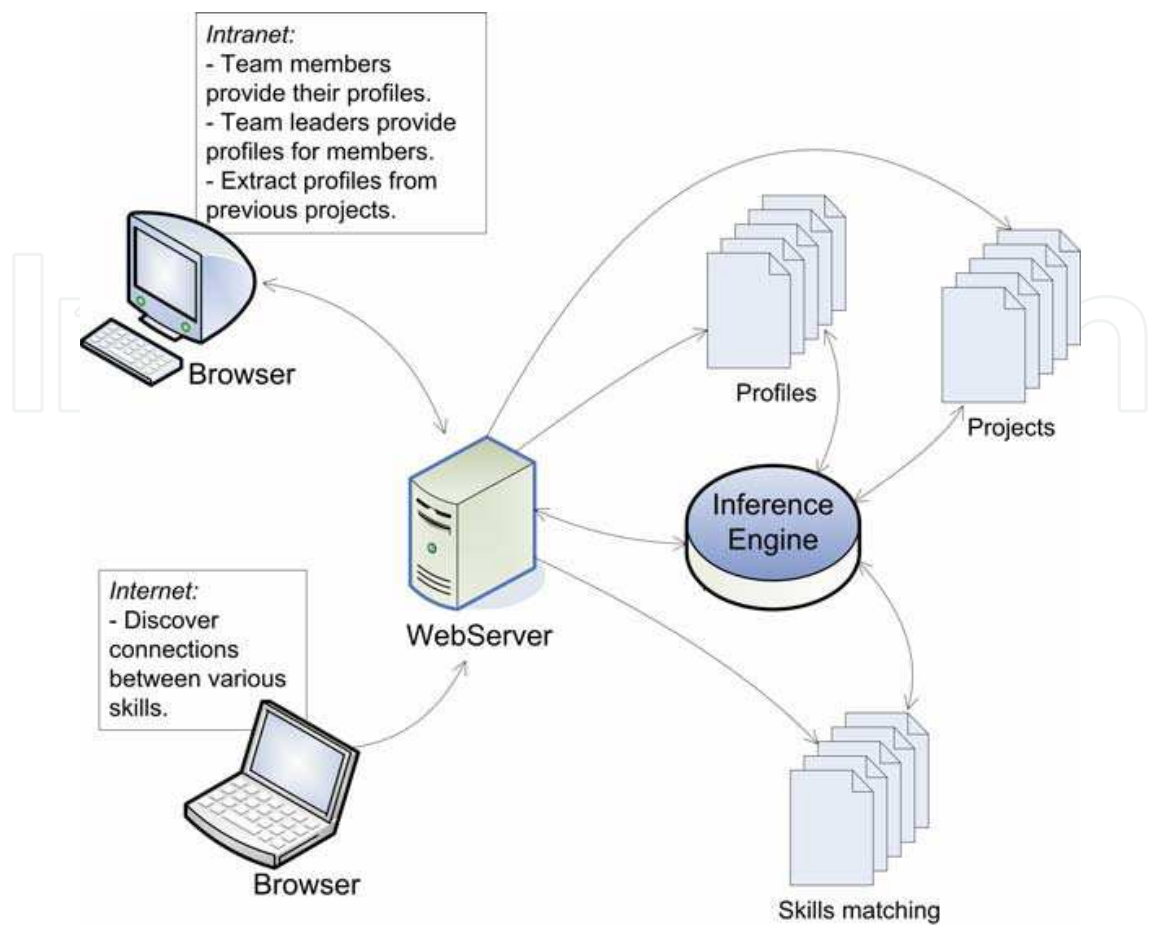 Intranet:
- Team members
provide their profiles.
- Team leaders provide
profiles for members.
- Extract profiles from
previous projects.
Browser
Profiles
Projects
Inference
Engine
WebServer
Internet:
- Discover
connections
between various
skills.
Browser
Skills matching